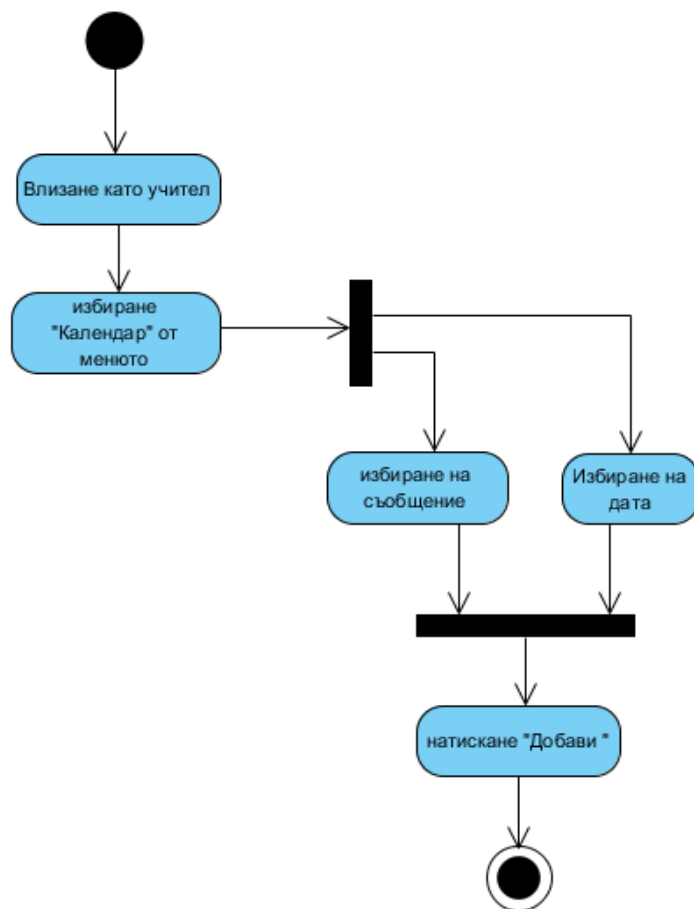 Влизане като учител
избиране
"Календар" от
менюто
избиране на
съобщение
Избиране на
дата
натискане "Добави "